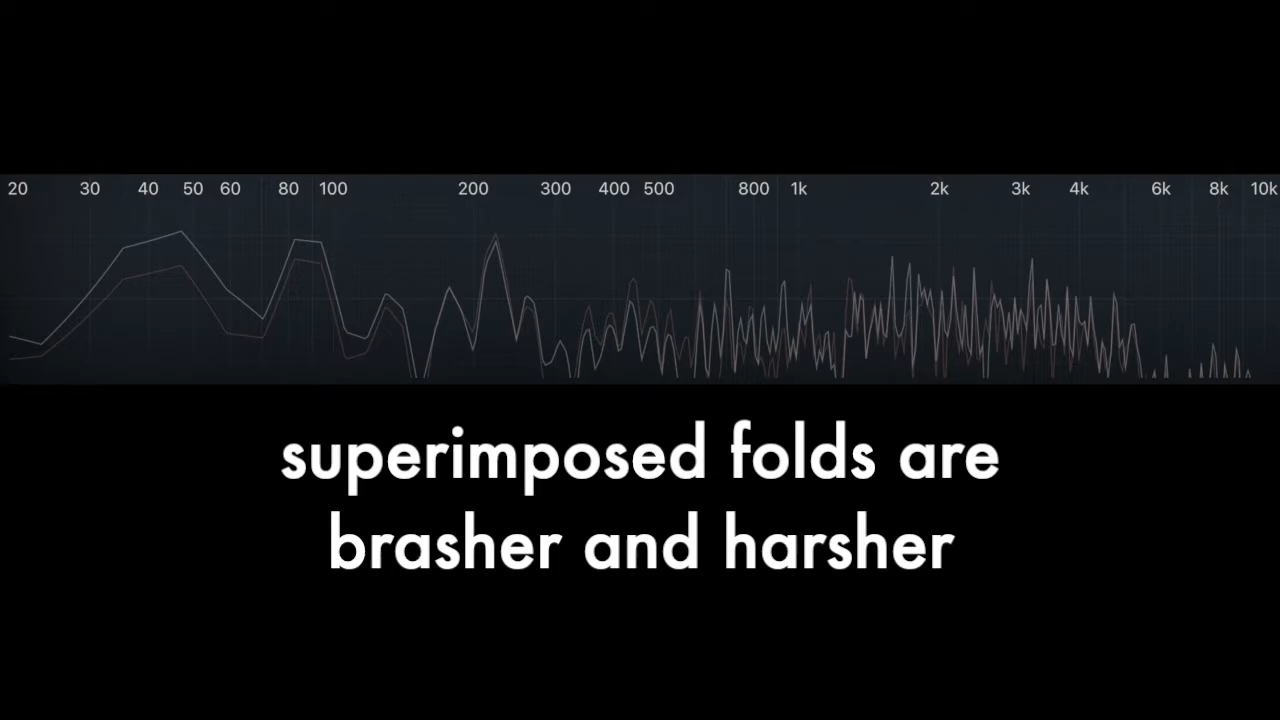 20 30 40 50 60 80 100 200 300 400 500 800 1k 2k 3k 4k 6k 8k 10k
superimposed folds are
brasher and harsher